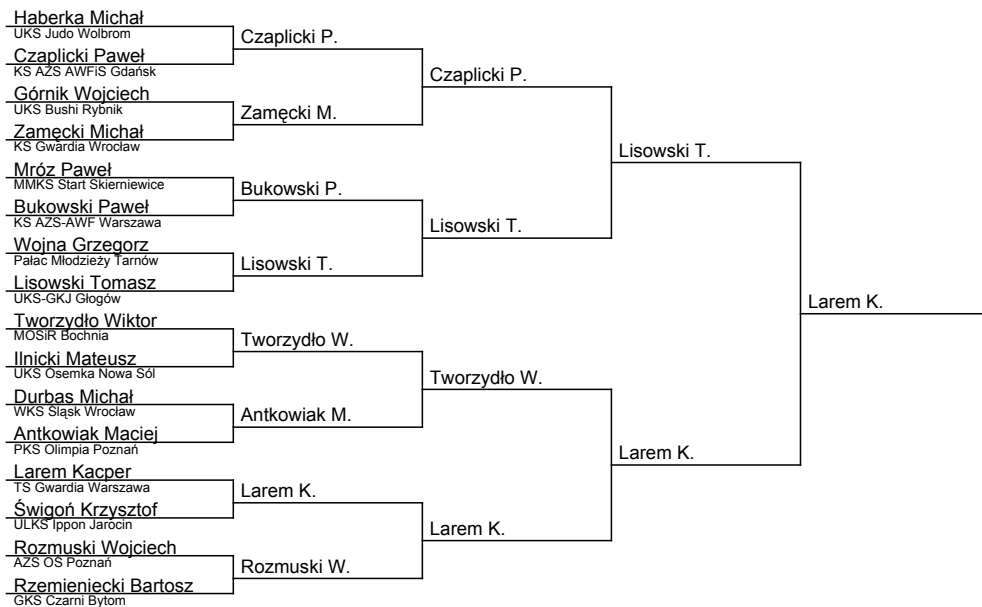 Haberka Michał
UKS Judo Wolbrom
Czaplicki Paweł
KS AZS AWFiS Gdańsk
Górnik Wojciech
UKS Bushi Rybnik
Zamęcki Michał
KS Gwardia Wrocław
Mróz Paweł
MMKS Start Skierniewice
Bukowski Paweł
KS AZS-AWF Warszawa
Wojna Grzegorz
Pałac Młodzieży Tarnów
Lisowski Tomasz
UKS-GKJ Głogów
Tworzydło Wiktor
MOSiR Bochnia
Ilnicki Mateusz
UKS Ósemka Nowa Sól
Durbas Michał
WKS Śląsk Wrocław
Antkowiak Maciej
PKS Olimpia Poznań
Larem Kacper
TS Gwardia Warszawa
Świgoń Krzysztof
ULKS Ippon Jarocin
Rozmuski Wojciech
AZS OŚ Poznań
Rzemieniecki Bartosz
GKS Czarni Bytom
Czaplicki P.
Zamęcki M.
Bukowski P.
Lisowski T.
Tworzydło W.
Antkowiak M.
Larem K.
Rozmuski W.
Czaplicki P.
Lisowski T.
Tworzydło W.
Larem K.
Lisowski T.
Larem K.
Larem K.